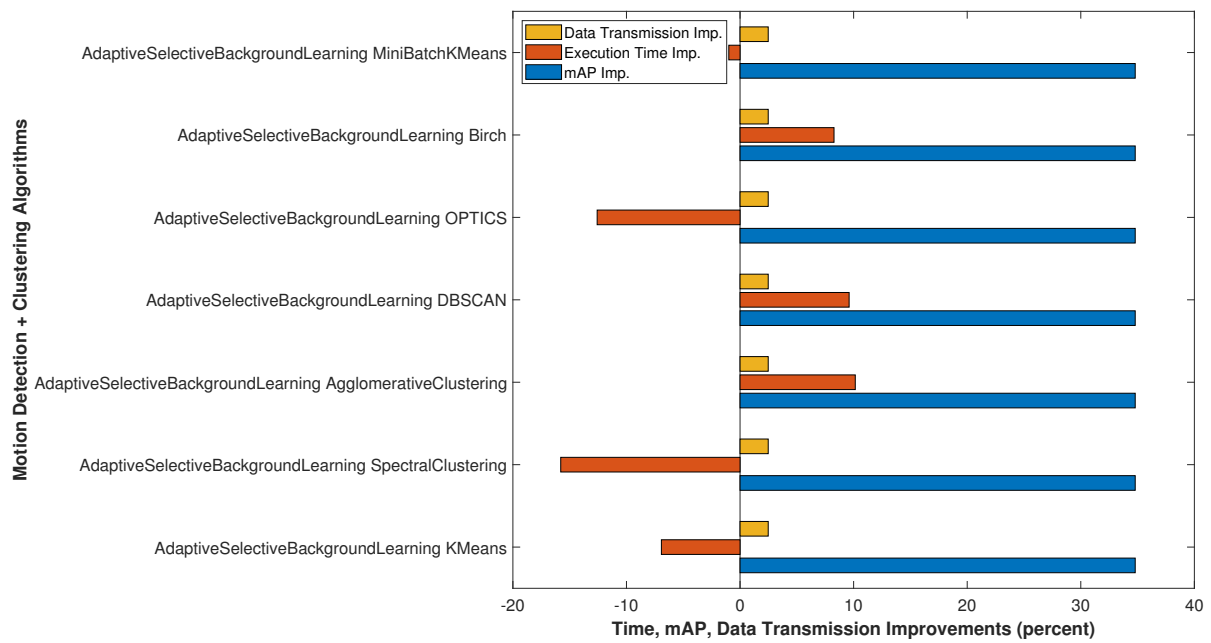 Data Transmission Imp.
Execution Time Imp.
mAP Imp.
AdaptiveSelectiveBackgroundLearning MiniBatchKMeans
AdaptiveSelectiveBackgroundLearning Birch
AdaptiveSelectiveBackgroundLearning OPTICS
AdaptiveSelectiveBackgroundLearning DBSCAN
AdaptiveSelectiveBackgroundLearning AgglomerativeClustering
AdaptiveSelectiveBackgroundLearning SpectralClustering
AdaptiveSelectiveBackgroundLearning KMeans
Motion Detection + Clustering Algorithms
-20 -10 0 10 20 30 40
Time, mAP, Data Transmission Improvements (percent)